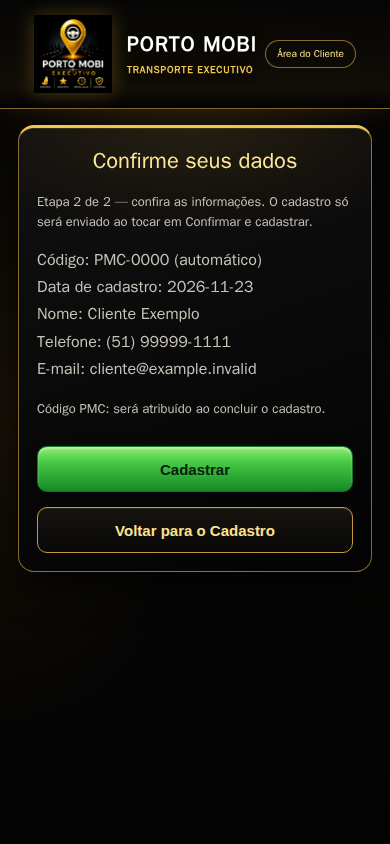 PORTO MOBI
EXECUTIVO
PORTO MOBI
TRANSPORTE EXECUTIVO
Área do Cliente
Confirme seus dados
Etapa 2 de 2 — confira as informações. O cadastro só
será enviado ao tocar em Confirmar e cadastrar.
Código: PMC-0000 (automático)
Data de cadastro: 2026-11-23
Nome: Cliente Exemplo
Telefone: (51) 99999-1111
E-mail: cliente@example.invalid
Código PMC: será atribuído ao concluir o cadastro.
Cadastrar
Voltar para o Cadastro